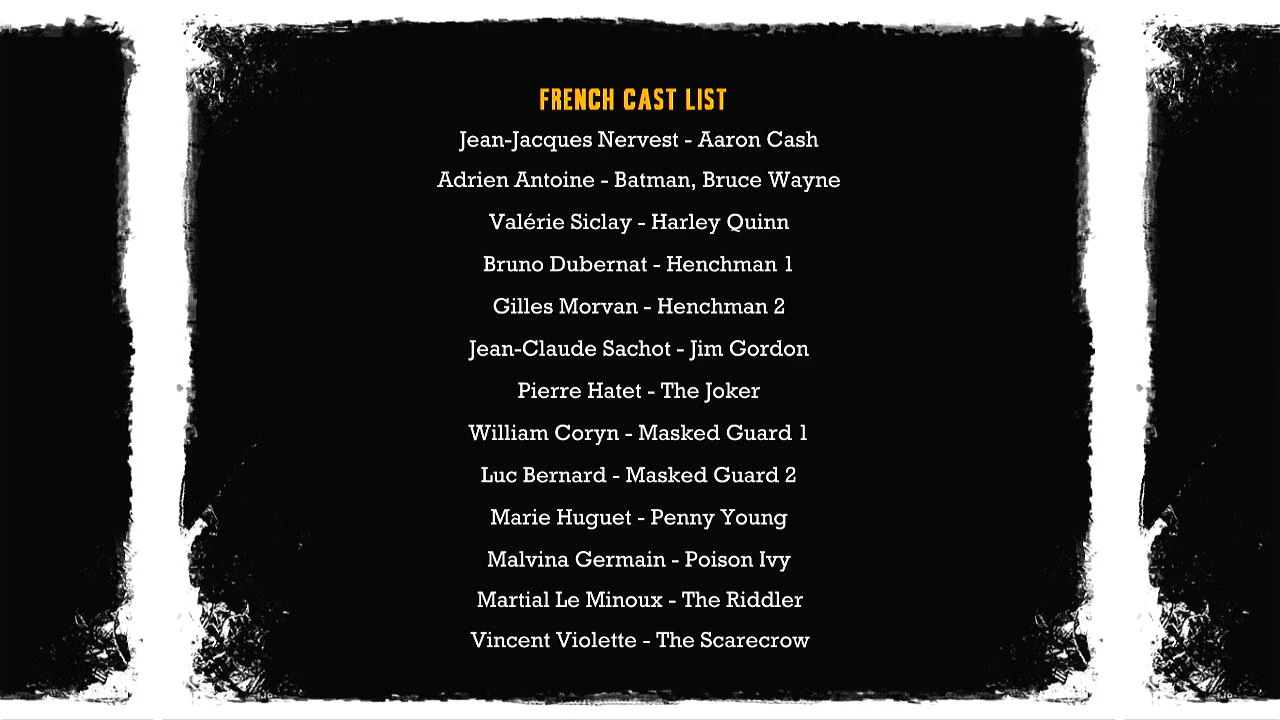 FRENCH CAST LIST
Jean-Jacques Nervest - Aaron Cash
Adrien Antoine - Batman, Bruce Wayne
Valérie Siclay - Harley Quinn
Bruno Dubernat - Henchman 1
Gilles Morvan - Henchman 2
Jean-Claude Sachot - Jim Gordon
Pierre Hatet - The Joker
William Coryn - Masked Guard 1
Luc Bernard - Masked Guard 2
Marie Huguet - Penny Young
Malvina Germain - Poison Ivy
Martial Le Minoux - The Riddler
Vincent Violette - The Scarecrow